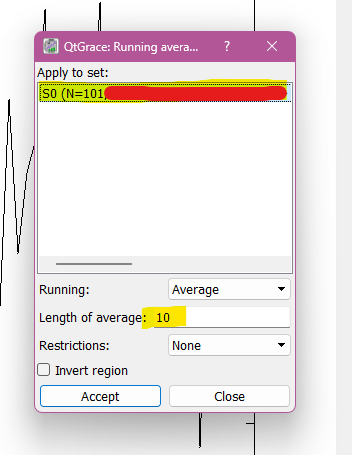 QtGrace: Running avera...
?
Apply to set:
S0 (N=101
Running: Average
Length of average: 10
Restrictions: None
Invert region
Accept Close